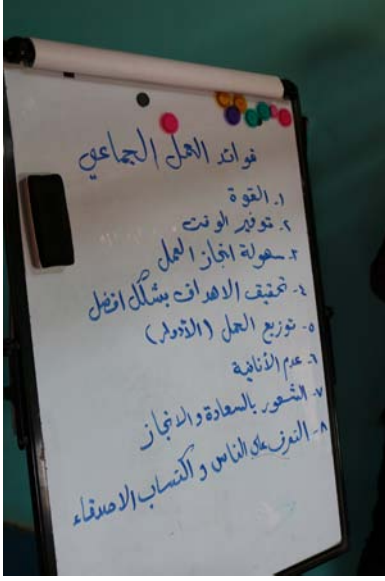 فوائد العمل الجماعي
١. القوة
٢. توفير الوقت
٣. سهولة انجاز العمل
٤- تحقيق الاهداف بشكل افضل
٥- توزيع العمل (الأدوار)
٦- عدم الأنانية
٧- الشعور بالسعادة والانجاز
٨- التعرف على الناس و اكتساب الاصدقاء